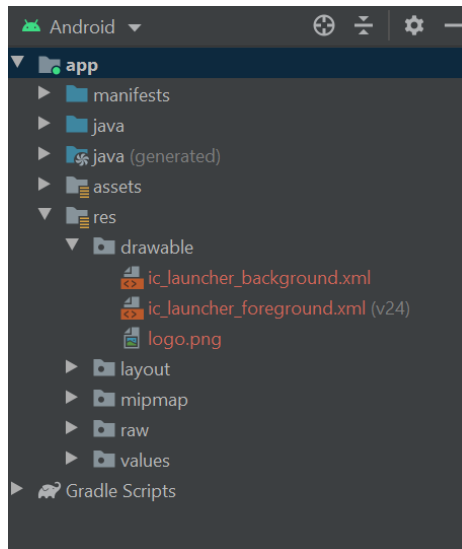 Android
app
manifests
java
java (generated)
assets
res
drawable
ic_launcher_background.xml
ic_launcher_foreground.xml (v24)
logo.png
layout
mipmap
raw
values
Gradle Scripts